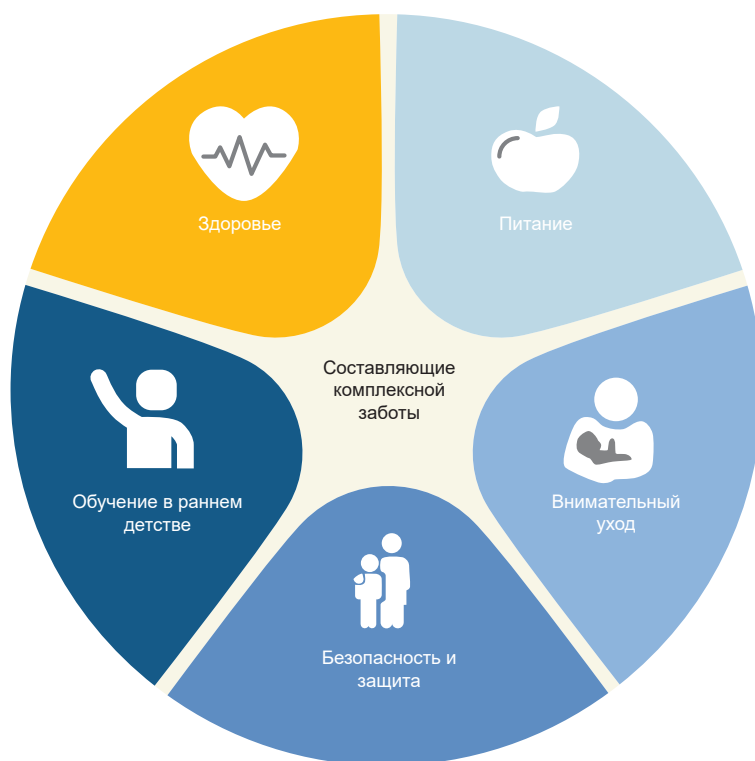 Здоровье
Питание
Составляющие
комплексной
заботы
Обучение в раннем
детстве
Внимательный
уход
Безопасность и
защита